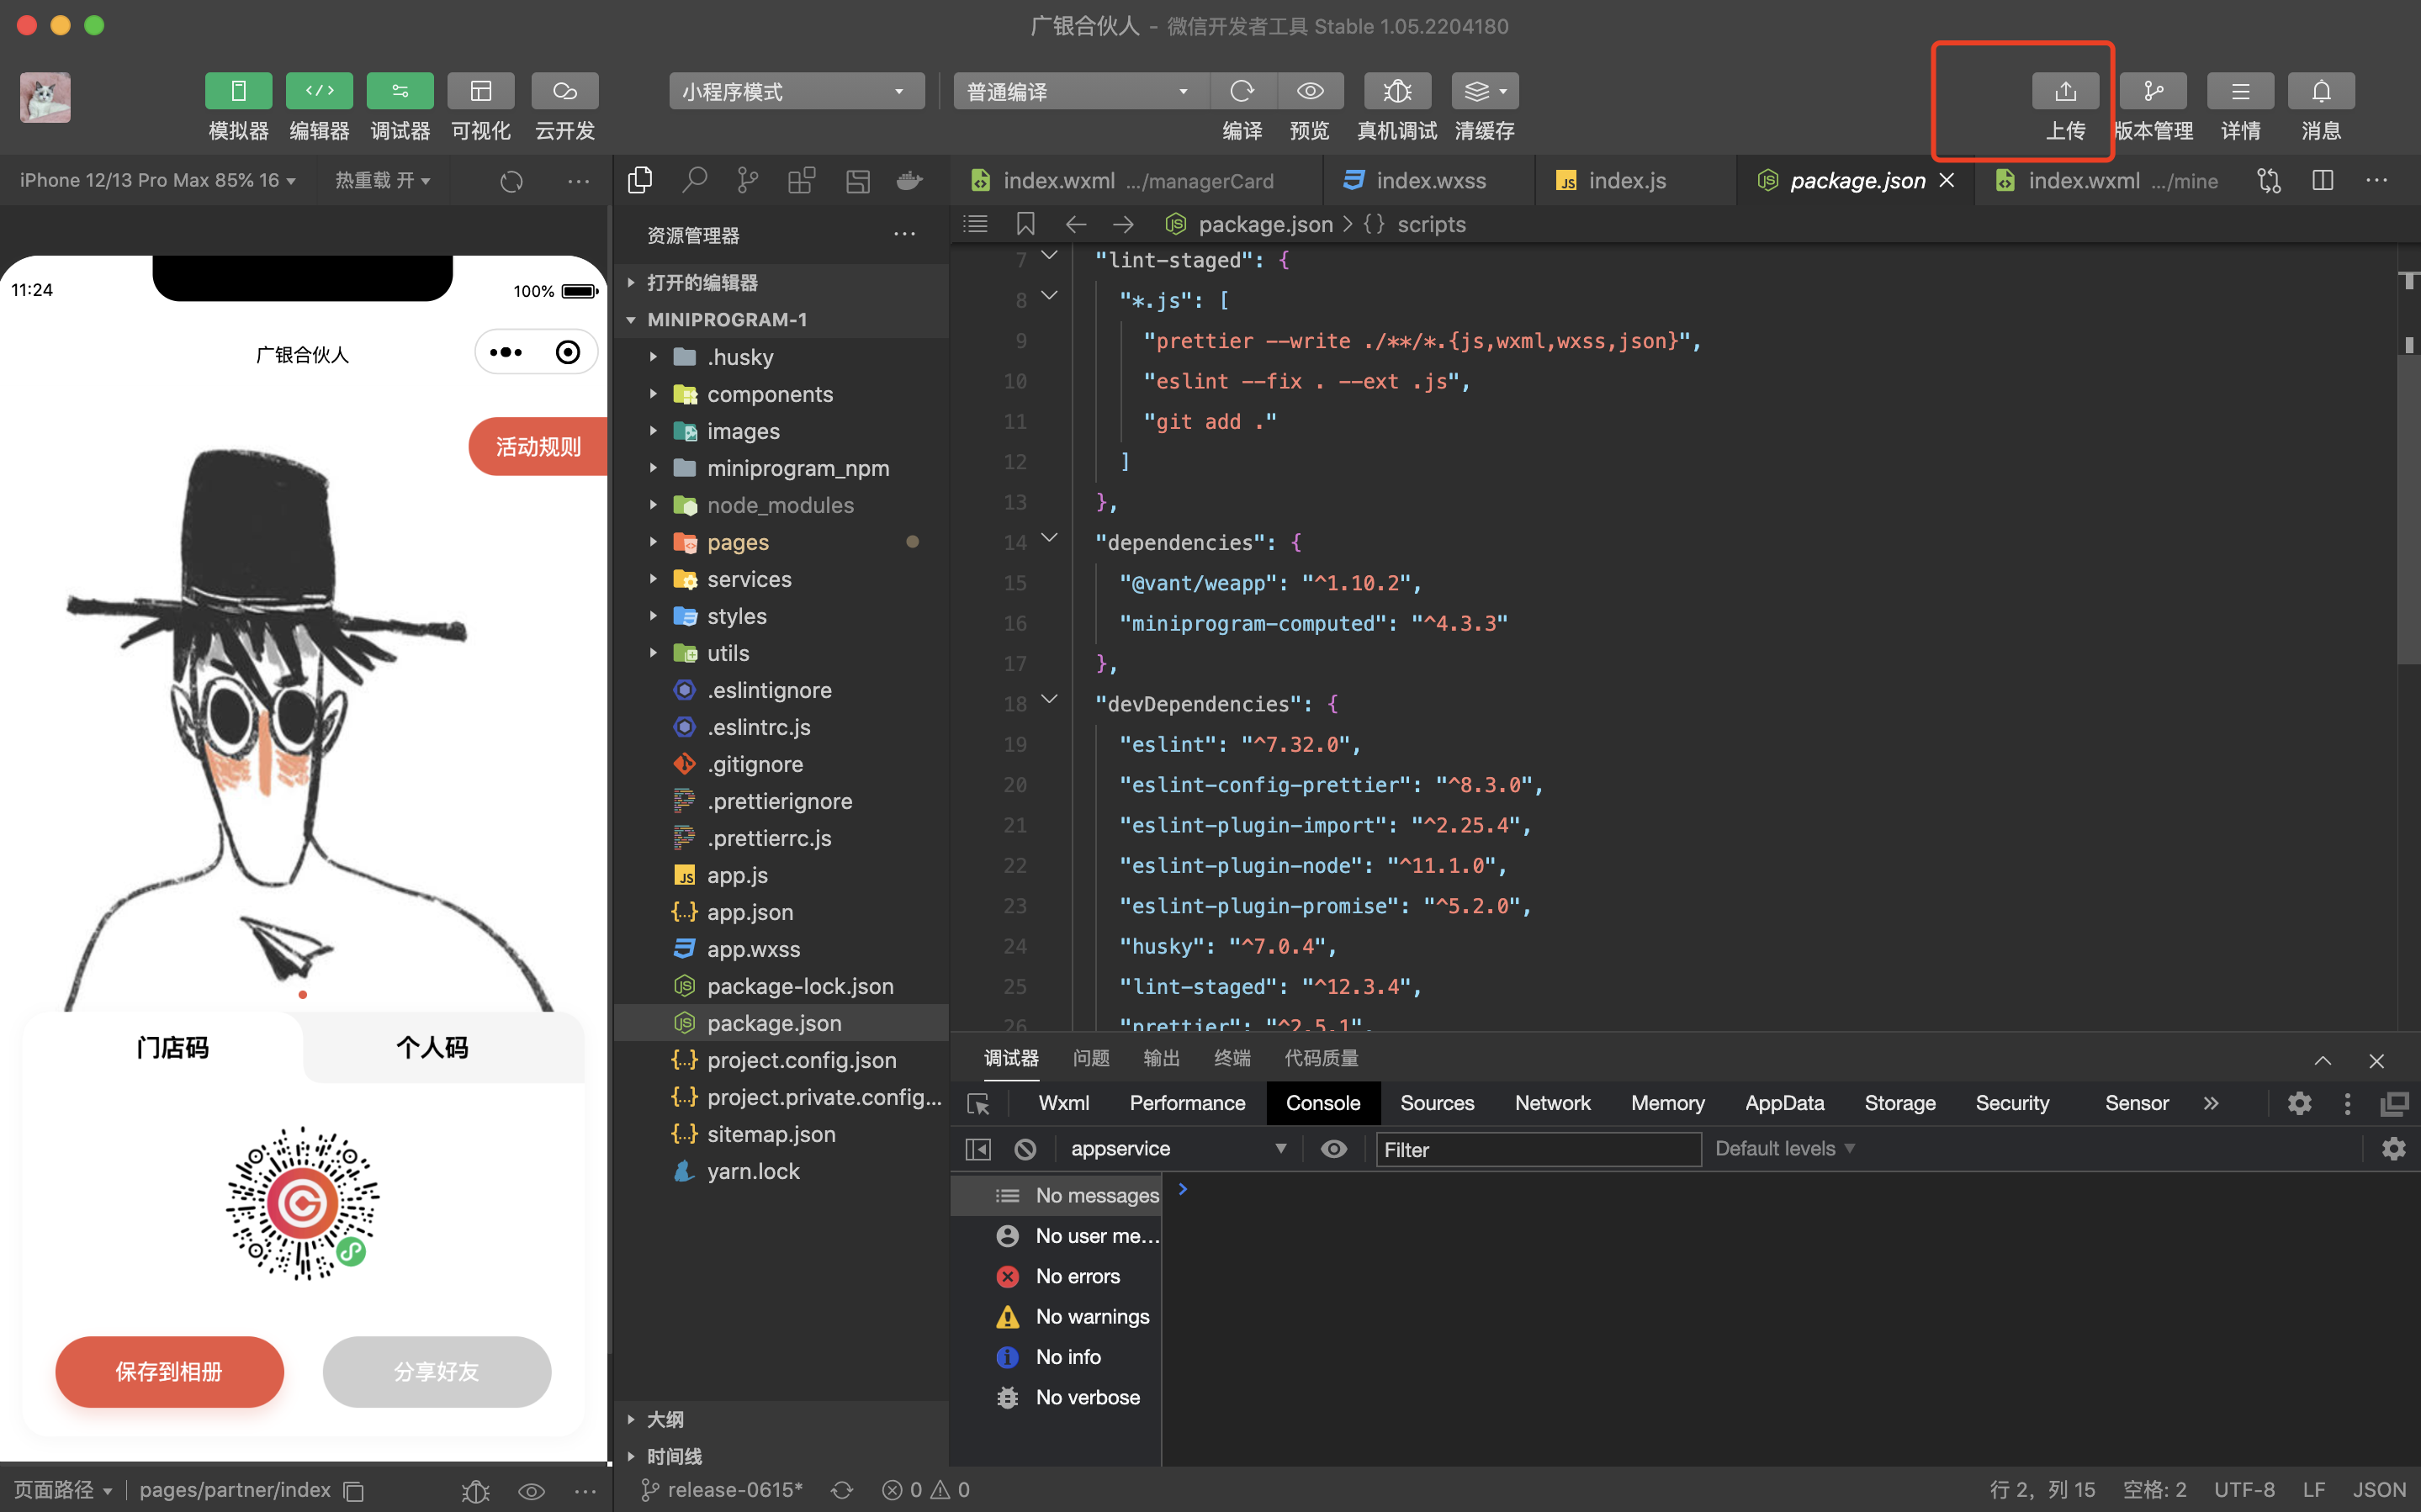 广银合伙人 - 微信开发者工具 Stable 1.05.2204180
模拟器 编辑器 调试器 可视化 云开发
小程序模式 普通编译
编译 预览 真机调试 清缓存
上传 版本管理 详情 消息
iPhone 12/13 Pro Max 85% 16 热重载 开
index.wxml .../managerCard index.wxss index.js package.json index.wxml .../mine
11:24 100%
广银合伙人
活动规则
门店码 个人码
保存到相册 分享好友
页面路径 pages/partner/index
资源管理器
打开的编辑器
MINIPROGRAM-1
.husky
components
images
miniprogram_npm
node_modules
pages
services
styles
utils
.eslintignore
.eslintrc.js
.gitignore
.prettierignore
.prettierrc.js
app.js
app.json
app.wxss
package-lock.json
package.json
project.config.json
project.private.config...
sitemap.json
yarn.lock
大纲
时间线
package.json > {} scripts
7 "lint-staged": {
8 "*.js": [
9 "prettier --write ./**/*.{js,wxml,wxss,json}",
10 "eslint --fix . --ext .js",
11 "git add ."
12 ]
13 },
14 "dependencies": {
15 "@vant/weapp": "^1.10.2",
16 "miniprogram-computed": "^4.3.3"
17 },
18 "devDependencies": {
19 "eslint": "^7.32.0",
20 "eslint-config-prettier": "^8.3.0",
21 "eslint-plugin-import": "^2.25.4",
22 "eslint-plugin-node": "^11.1.0",
23 "eslint-plugin-promise": "^5.2.0",
24 "husky": "^7.0.4",
25 "lint-staged": "^12.3.4",
26 "prettier": "^2.5.1",
调试器 问题 输出 终端 代码质量
Wxml Performance Console Sources Network Memory AppData Storage Security Sensor
appservice Filter Default levels
No messages
No user me...
No errors
No warnings
No info
No verbose
release-0615* 0 0 行 2，列 15 空格: 2 UTF-8 LF JSON